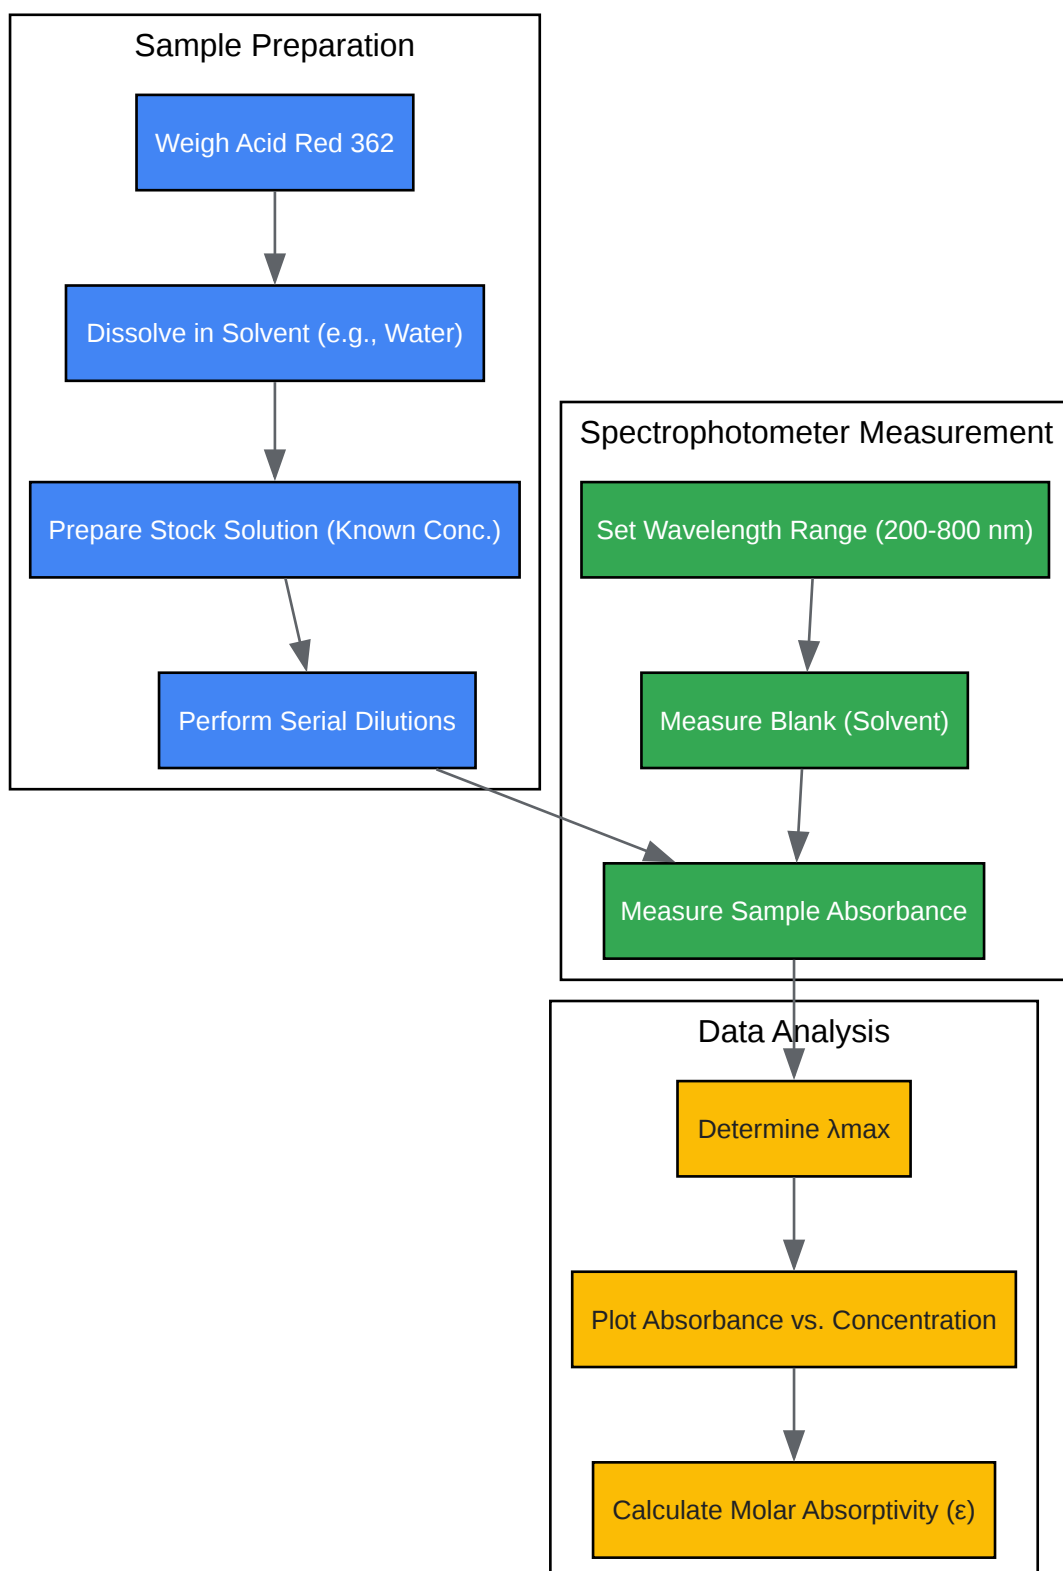 Sample Preparation
Weigh Acid Red 362
Dissolve in Solvent (e.g., Water)
Prepare Stock Solution (Known Conc.)
Perform Serial Dilutions
Spectrophotometer Measurement
Set Wavelength Range (200-800 nm)
Measure Blank (Solvent)
Measure Sample Absorbance
Data Analysis
Determine λmax
Plot Absorbance vs. Concentration
Calculate Molar Absorptivity (ε)